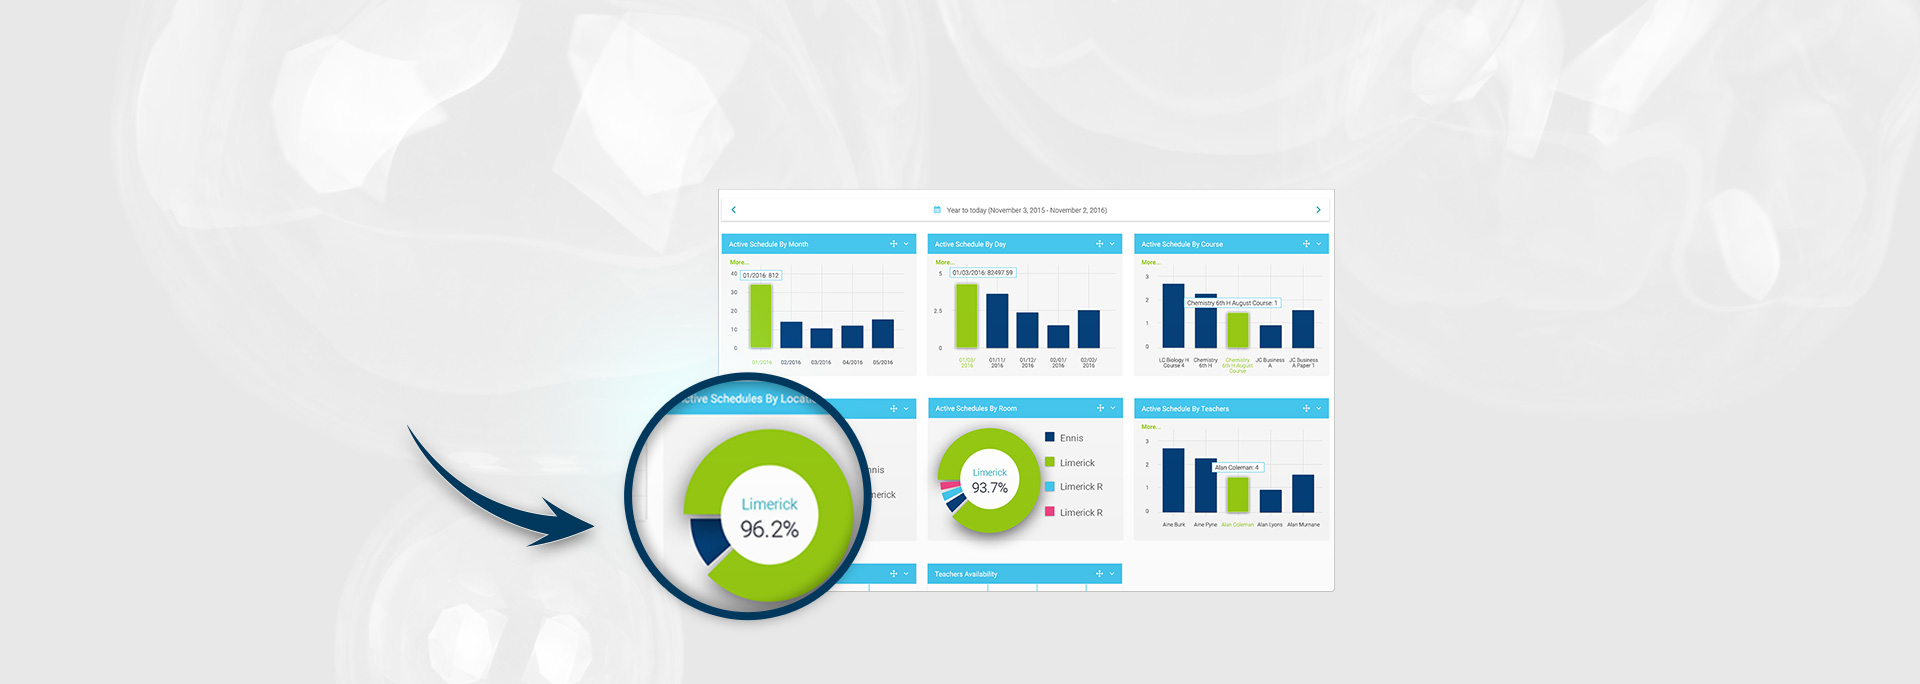 Year to today (November 3, 2015 - November 2, 2016)
Active Schedule By Month
More...
01/2016: 812
40
30
20
10
0
01/2016 02/2016 03/2016 04/2016 05/2016
Active Schedule By Day
More...
01/03/2016: 82497.59
5
2.5
0
01/03/ 01/11/ 01/12/ 02/01/ 02/02/
2016 2016 2016 2016 2016
Active Schedule By Course
More...
3
2
1
0
Chemistry 6th H August Course: 1
LC Biology H Chemistry Chemistry JC Business JC Business
Course 4 6th H 6th H August A A Paper 1
Course
ctive Schedules By Locati
Limerick
96.2%
nnis
merick
Active Schedules By Room
Limerick
93.7%
Ennis
Limerick
Limerick R
Limerick R
Active Schedule By Teachers
More...
3
2
1
0
Alan Coleman: 4
Aine Burk Aine Pyne Alan Coleman Alan Lyons Alan Murnane
Teachers Availability